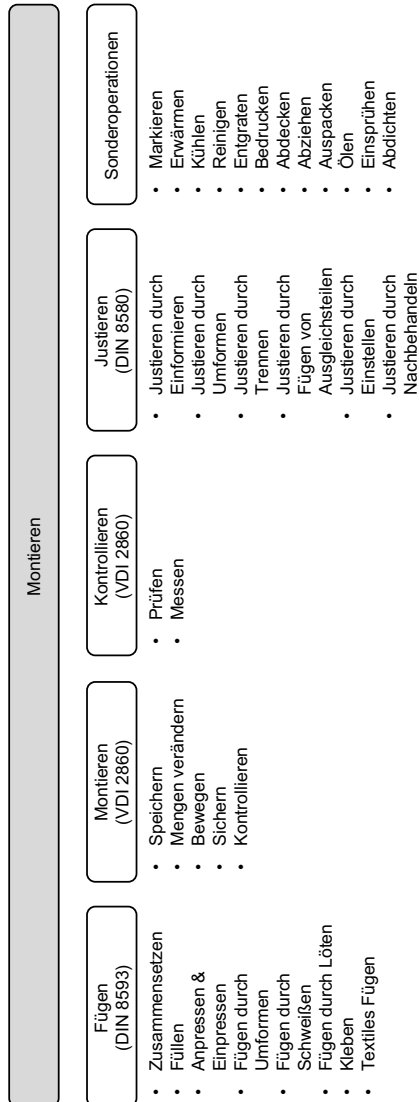 Montieren
Fügen
(DIN 8593)
• Zusammensetzen
• Füllen
• Anpressen &
Einpressen
• Fügen durch
Umformen
• Fügen durch
Schweißen
• Fügen durch Löten
• Kleben
• Textiles Fügen
Montieren
(VDI 2860)
• Speichern
• Mengen verändern
• Bewegen
• Sichern
• Kontrollieren
Kontrollieren
(VDI 2860)
• Prüfen
• Messen
Justieren
(DIN 8580)
• Justieren durch
Einformieren
• Justieren durch
Umformen
• Justieren durch
Trennen
• Justieren durch
Fügen von
Ausgleichsteilen
• Justieren durch
Einstellen
• Justieren durch
Nachbehandeln
Sonderoperationen
• Markieren
• Erwärmen
• Kühlen
• Reinigen
• Entgraten
• Bedrucken
• Abdecken
• Abziehen
• Auspacken
• Ölen
• Einsprühen
• Abdichten